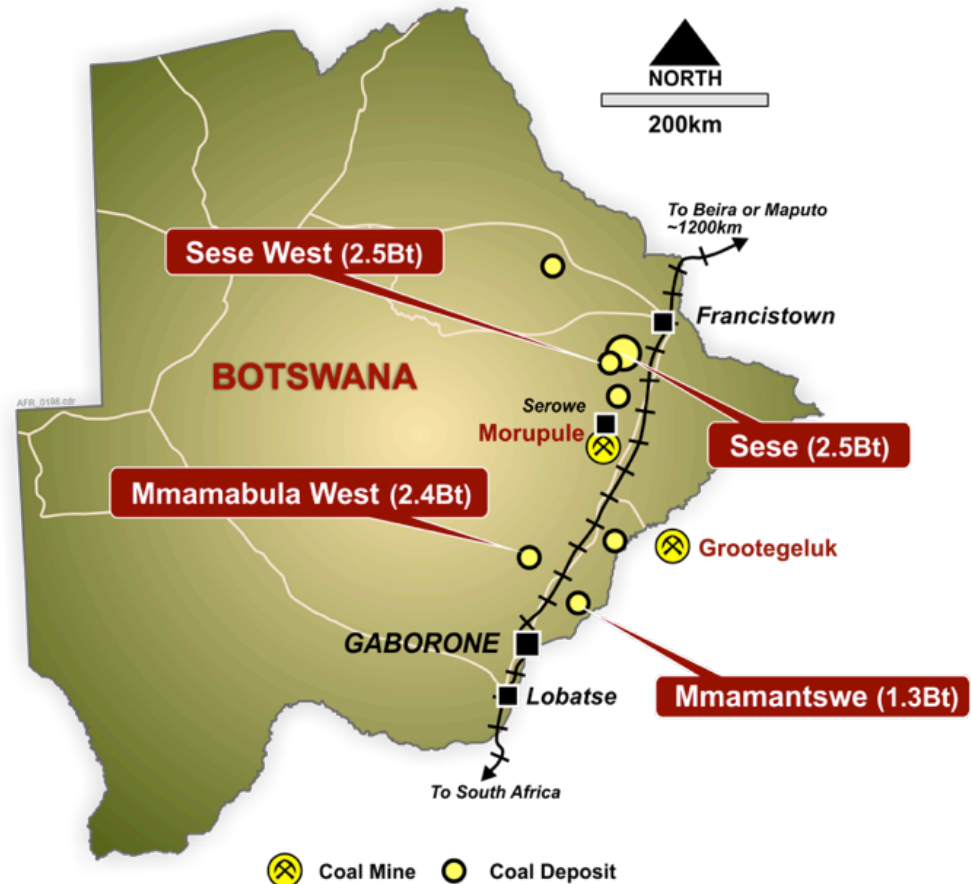 NORTH
200km
To Beira or Maputo
~1200km
Sese West (2.5Bt)
Francistown
BOTSWANA
AFR_0198.cdr
Serowe
Morupule
Sese (2.5Bt)
Mmamabula West (2.4Bt)
Grootegeluk
GABORONE
Mmamantswe (1.3Bt)
Lobatse
To South Africa
Coal Mine
Coal Deposit